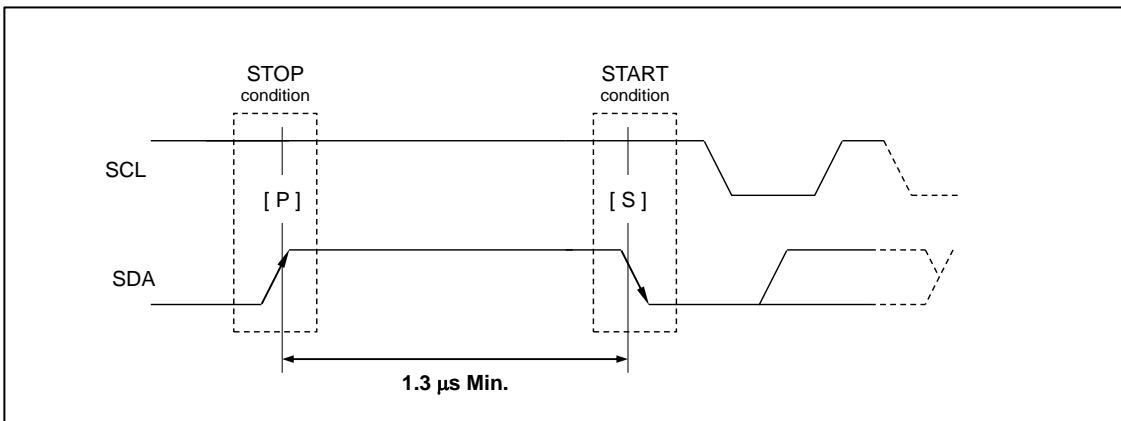 STOP
condition
START
condition
SCL
[ P ]
[ S ]
SDA
1.3 μs Min.